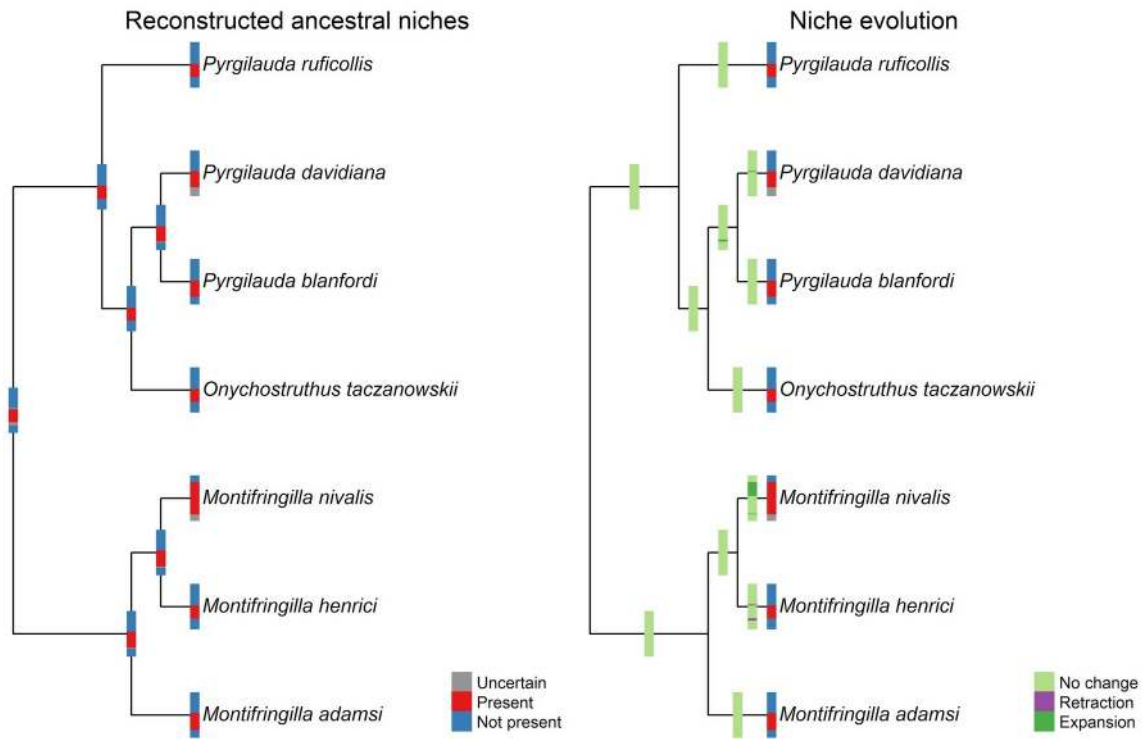 Reconstructed ancestral niches
Pyrgilauda ruficollis
Pyrgilauda davidiana
Pyrgilauda blanfordi
Onychostruthus taczanowskii
Montifringilla nivalis
Montifringilla henrici
Montifringilla adamsi
Uncertain
Present
Not present
Niche evolution
Pyrgilauda ruficollis
Pyrgilauda davidiana
Pyrgilauda blanfordi
Onychostruthus taczanowskii
Montifringilla nivalis
Montifringilla henrici
Montifringilla adamsi
No change
Retraction
Expansion